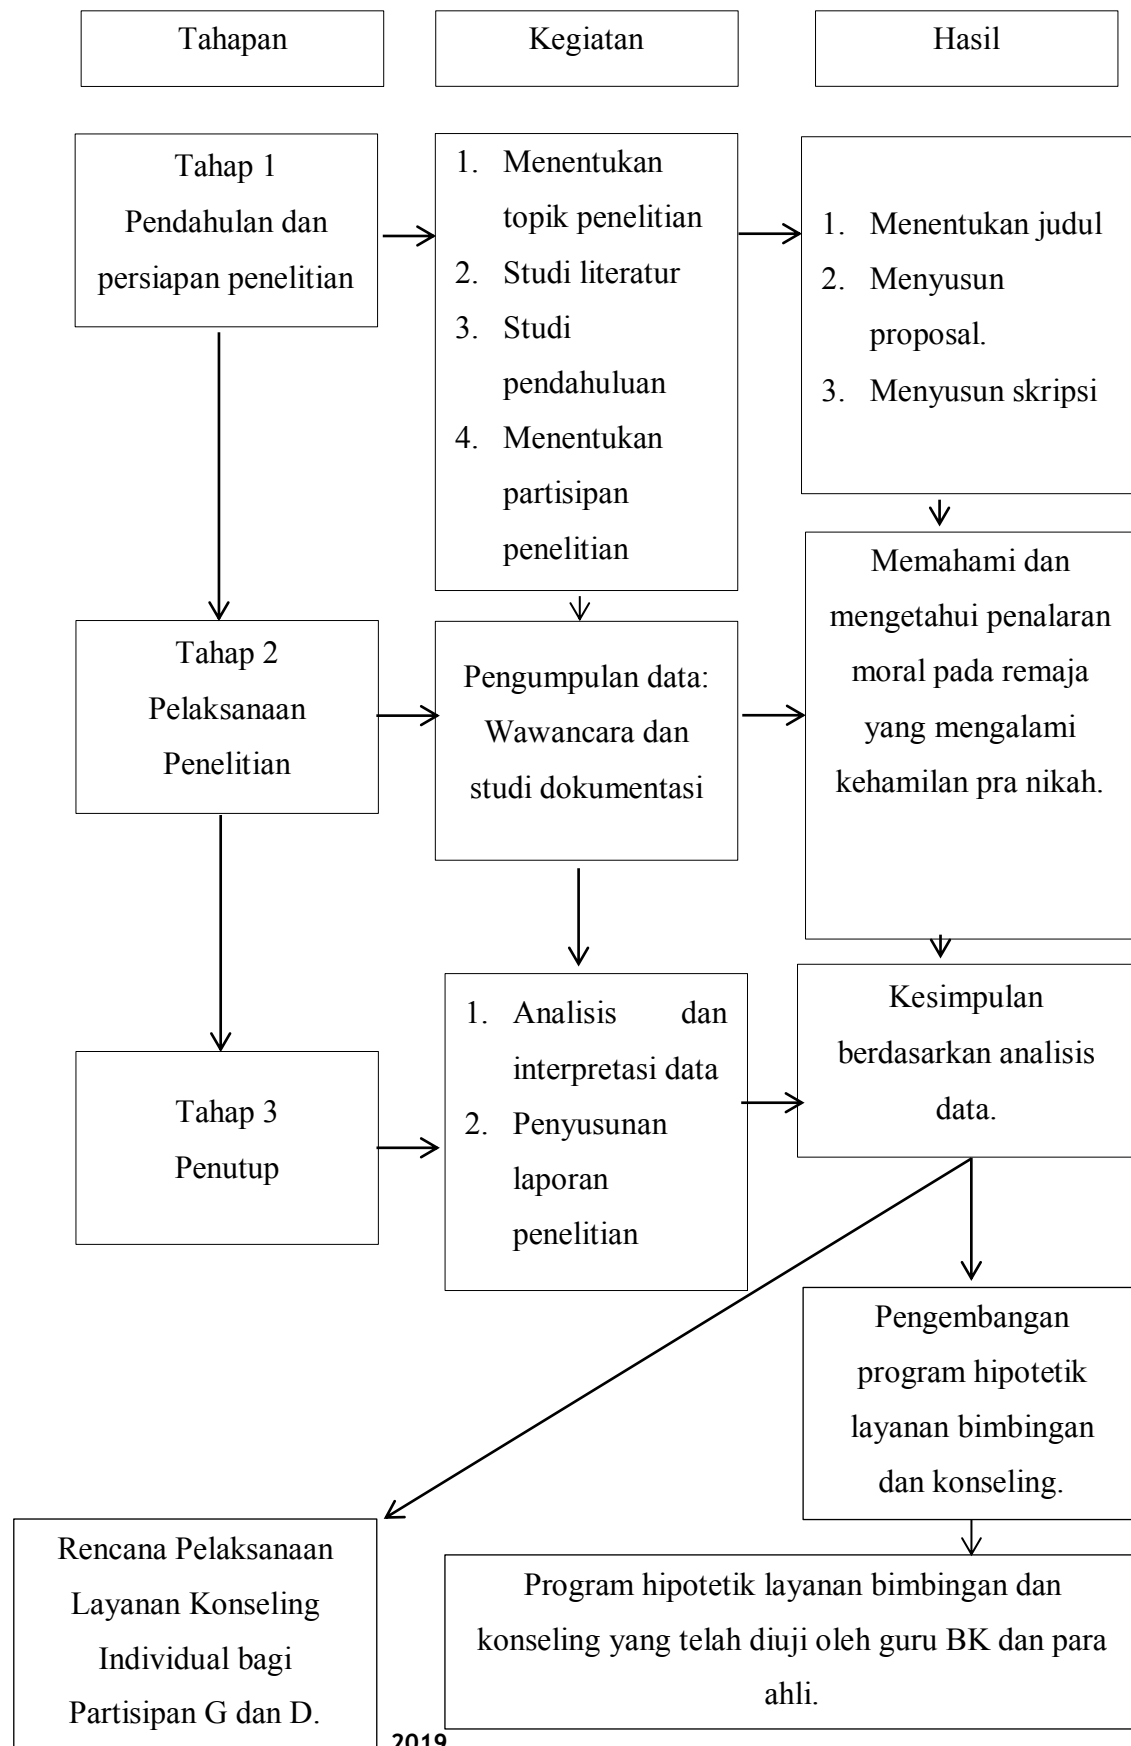 Tahapan
Kegiatan
Hasil
Tahap 1
Pendahulan dan
persiapan penelitian
1. Menentukan
topik penelitian
2. Studi literatur
3. Studi
pendahuluan
4. Menentukan
partisipan
penelitian
1. Menentukan judul
2. Menyusun
proposal.
3. Menyusun skripsi
Tahap 2
Pelaksanaan
Penelitian
Pengumpulan data:
Wawancara dan
studi dokumentasi
Memahami dan
mengetahui penalaran
moral pada remaja
yang mengalami
kehamilan pra nikah.
Tahap 3
Penutup
1. Analisis dan
interpretasi data
2. Penyusunan
laporan
penelitian
Kesimpulan
berdasarkan analisis
data.
Pengembangan
program hipotetik
layanan bimbingan
dan konseling.
Rencana Pelaksanaan
Layanan Konseling
Individual bagi
Partisipan G dan D.
Program hipotetik layanan bimbingan dan
konseling yang telah diuji oleh guru BK dan para
ahli.
2019